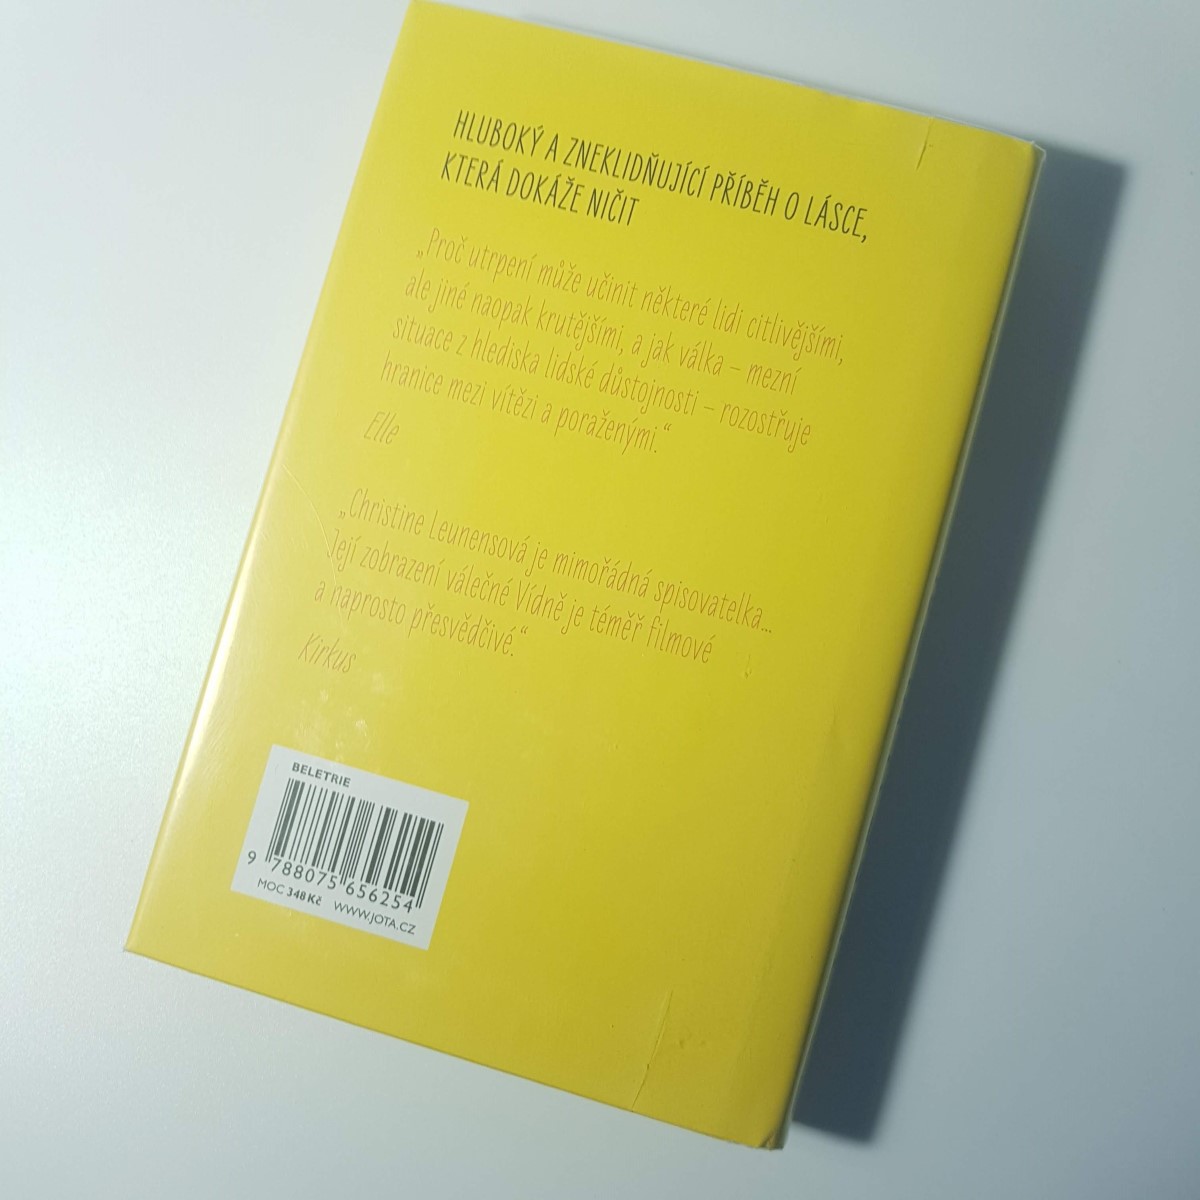 HLUBOKÝ A ZNEKLIDŇUJÍCÍ PŘÍBĚH O LÁSCE,
KTERÁ DOKÁŽE NIČIT
„Proč utrpení může učinit některé lidi citlivějšími,
ale jiné naopak krutějšími, a jak válka – mezní
situace z hlediska lidské důstojnosti – rozostřuje
hranice mezi vítězi a poraženými.“
Elle
„Christine Leunensová je mimořádná spisovatelka...
Její zobrazení válečné Vídně je téměř filmové
a naprosto přesvědčivé.“
Kirkus
BELETRIE
9 788075 656254
MOC 348 Kč WWW.JOTA.CZ